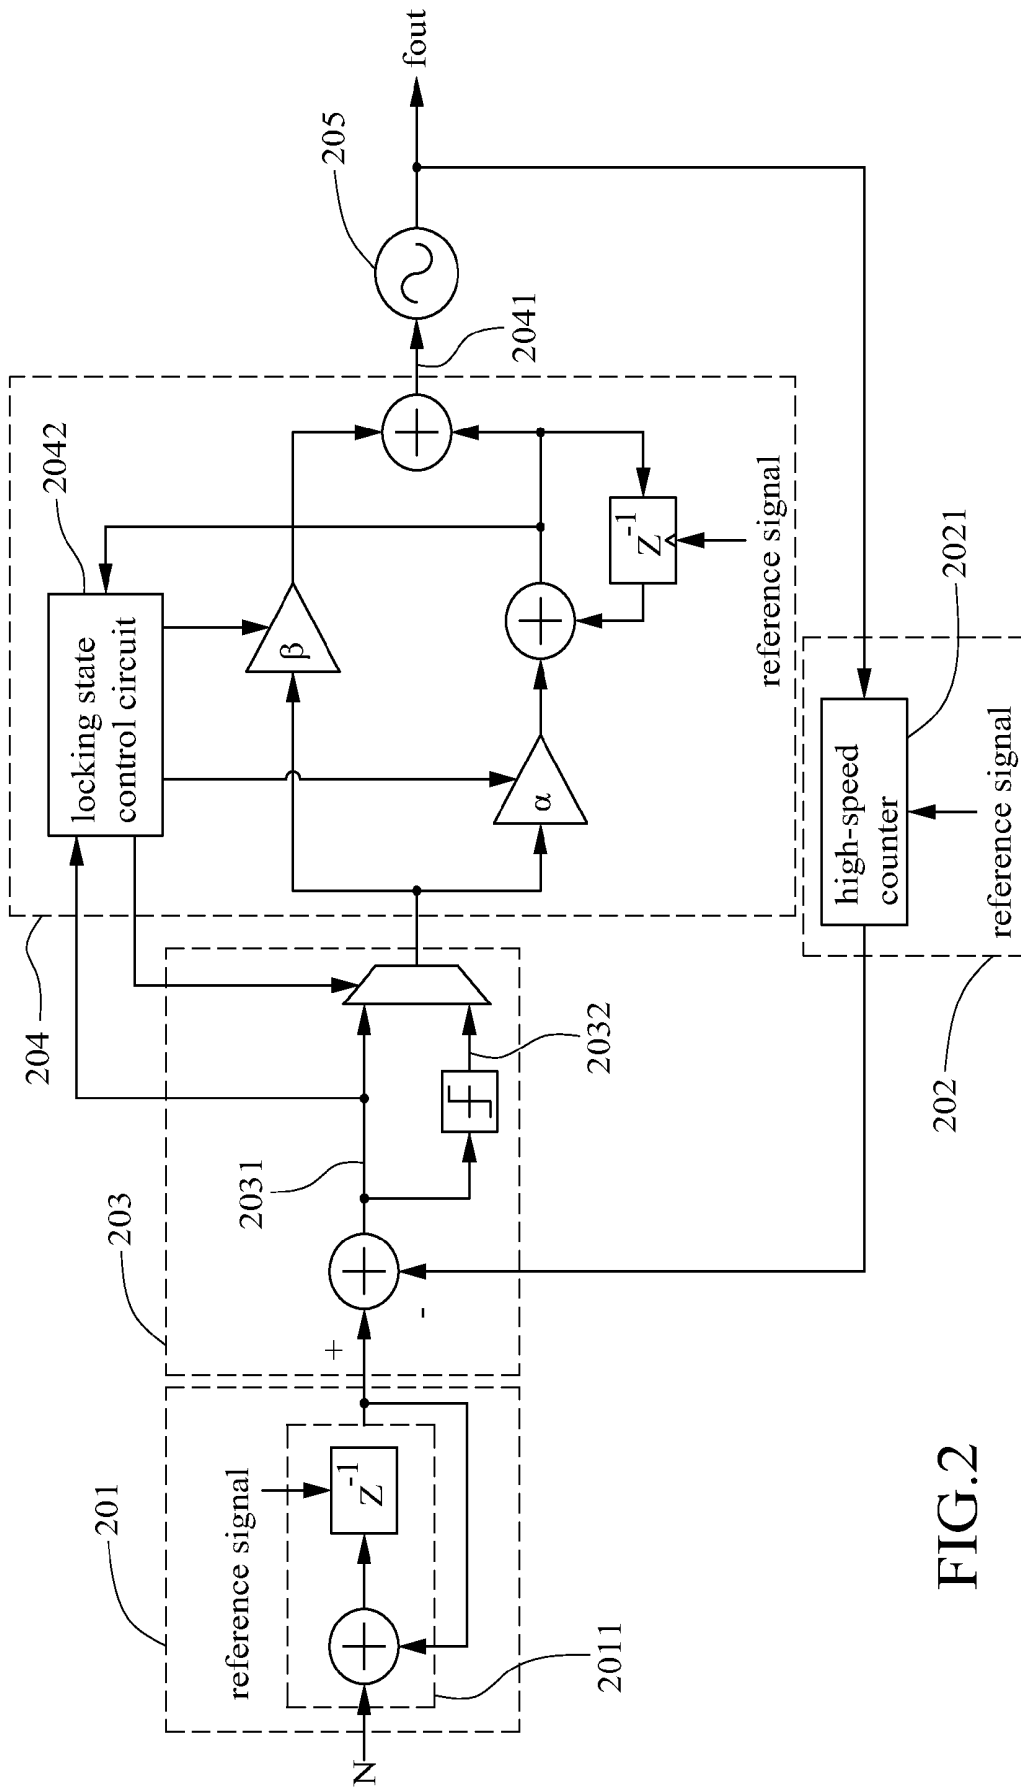 N
201
reference signal
z⁻¹
2011
203
+
-
2031
2032
204
locking state
control circuit
2042
β
α
z⁻¹
reference signal
2041
205
fout
202
high-speed
counter
2021
reference signal
FIG.2